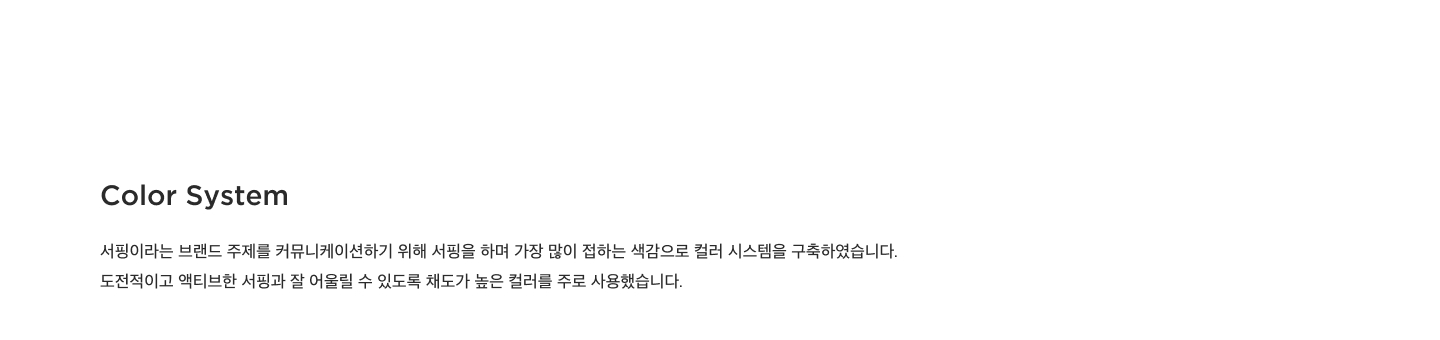 Color System
서핑이라는 브랜드 주제를 커뮤니케이션하기 위해 서핑을 하며 가장 많이 접하는 색감으로 컬러 시스템을 구축하였습니다.
도전적이고 액티브한 서핑과 잘 어울릴 수 있도록 채도가 높은 컬러를 주로 사용했습니다.